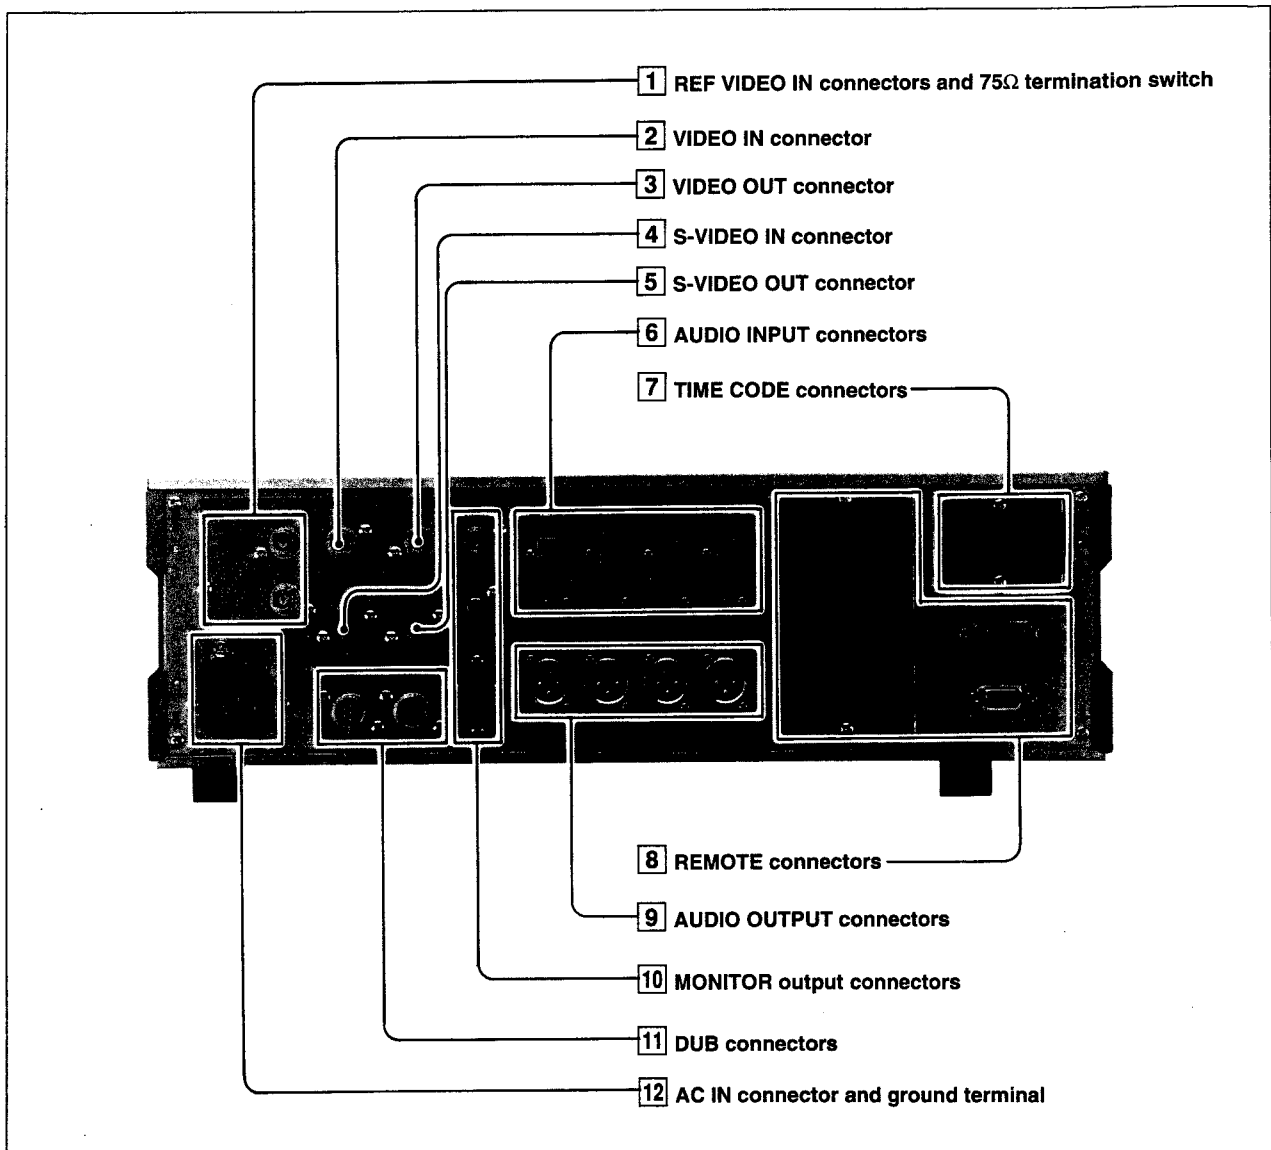 1 REF VIDEO IN connectors and 75Ω termination switch
2 VIDEO IN connector
3 VIDEO OUT connector
4 S-VIDEO IN connector
5 S-VIDEO OUT connector
6 AUDIO INPUT connectors
7 TIME CODE connectors
8 REMOTE connectors
9 AUDIO OUTPUT connectors
10 MONITOR output connectors
11 DUB connectors
12 AC IN connector and ground terminal